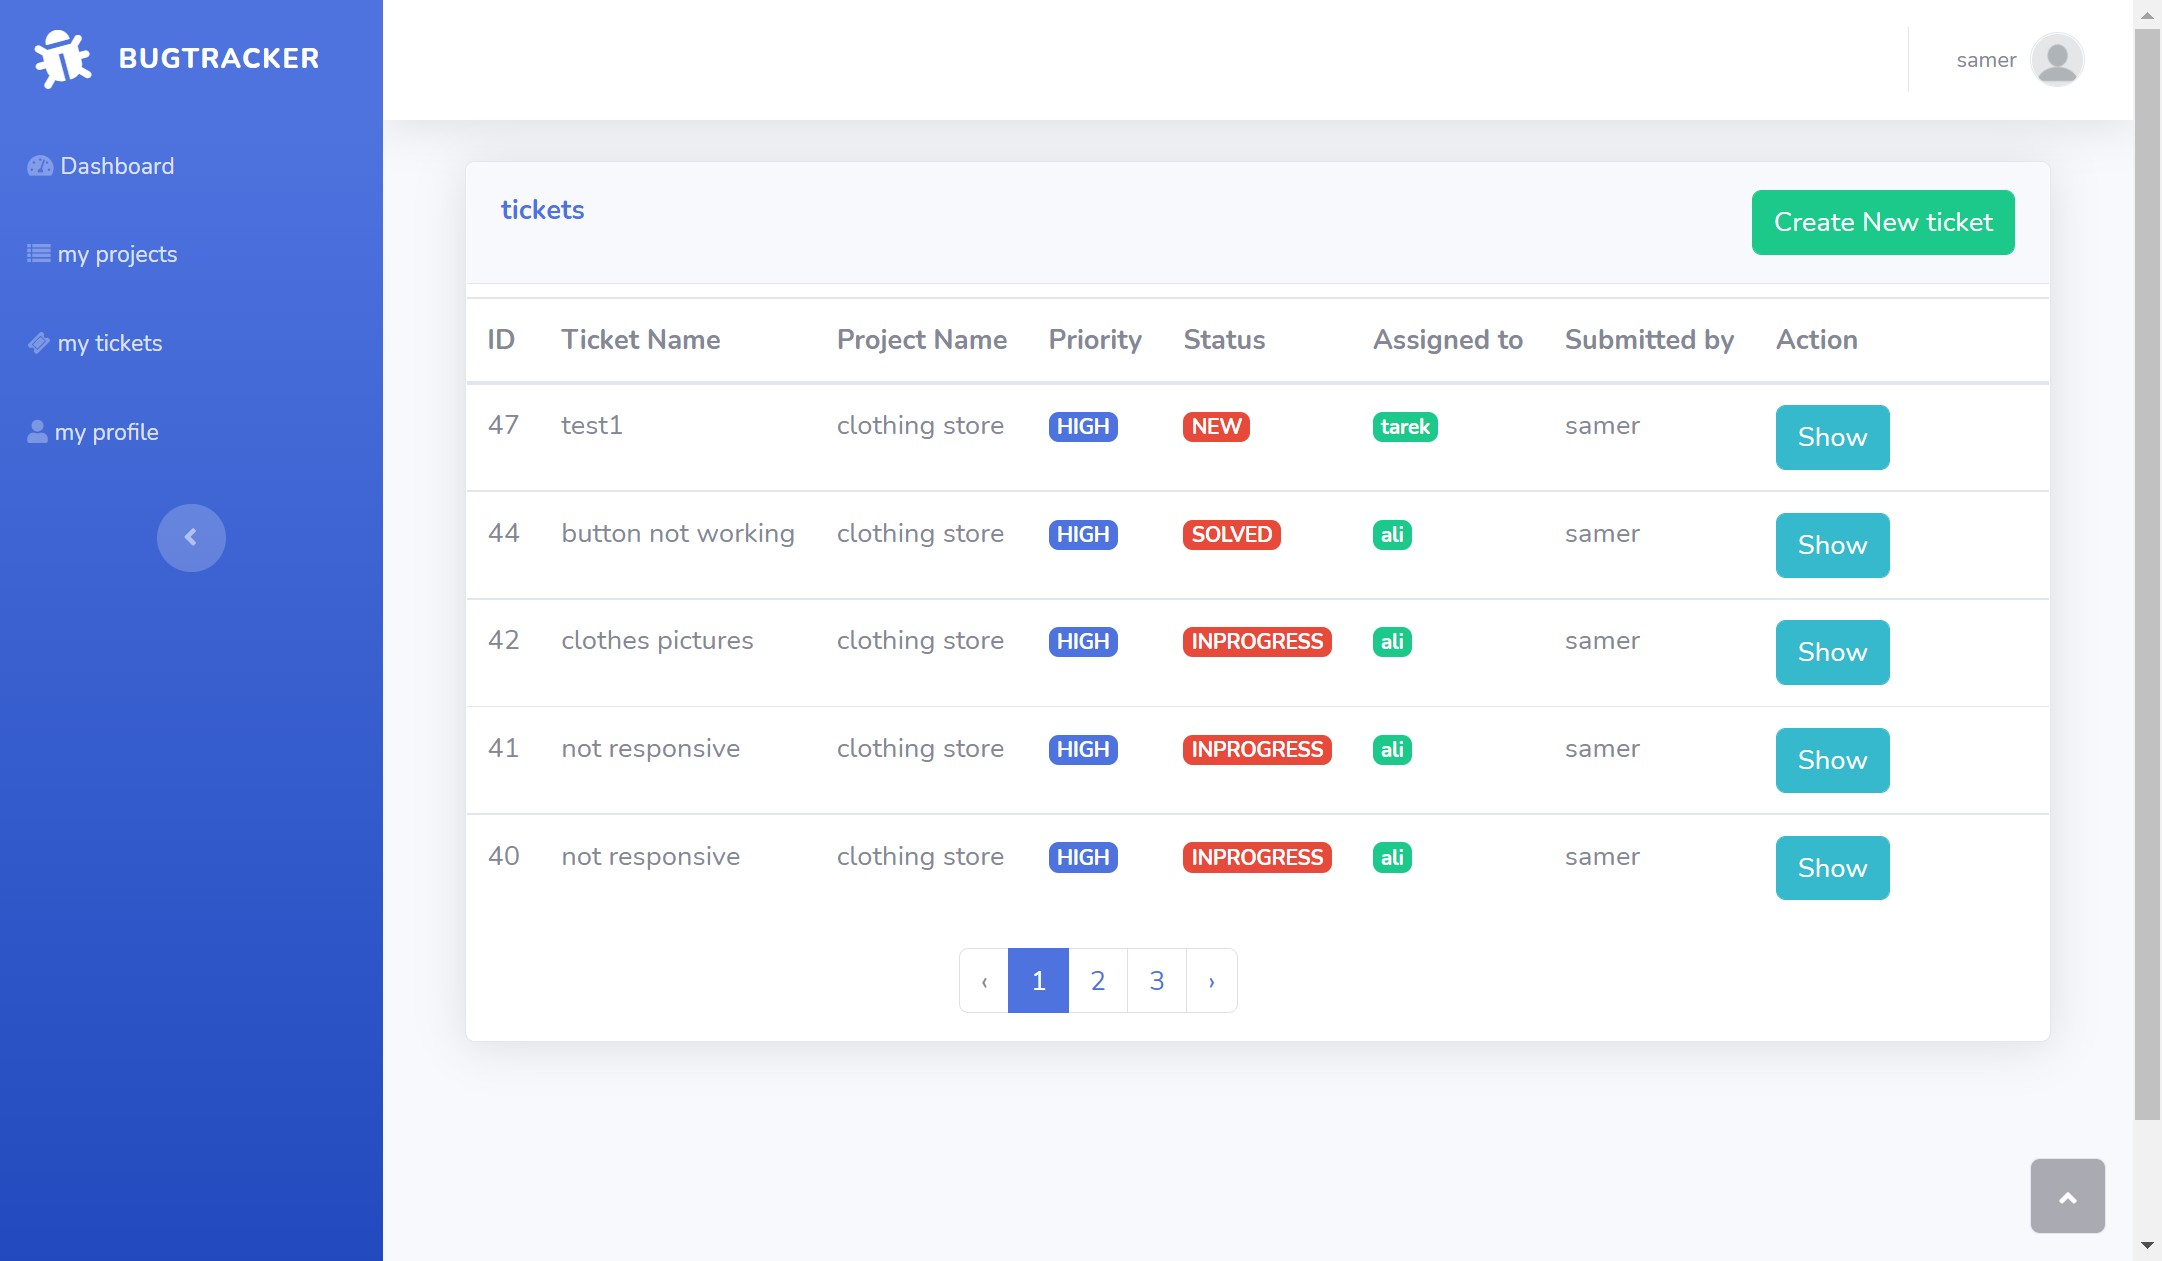 BUGTRACKER
samer
Dashboard
my projects
my tickets
my profile
tickets
Create New ticket
ID Ticket Name Project Name Priority Status Assigned to Submitted by Action
47 test1 clothing store HIGH NEW tarek samer Show
44 button not working clothing store HIGH SOLVED ali samer Show
42 clothes pictures clothing store HIGH INPROGRESS ali samer Show
41 not responsive clothing store HIGH INPROGRESS ali samer Show
40 not responsive clothing store HIGH INPROGRESS ali samer Show
‹ 1 2 3 ›